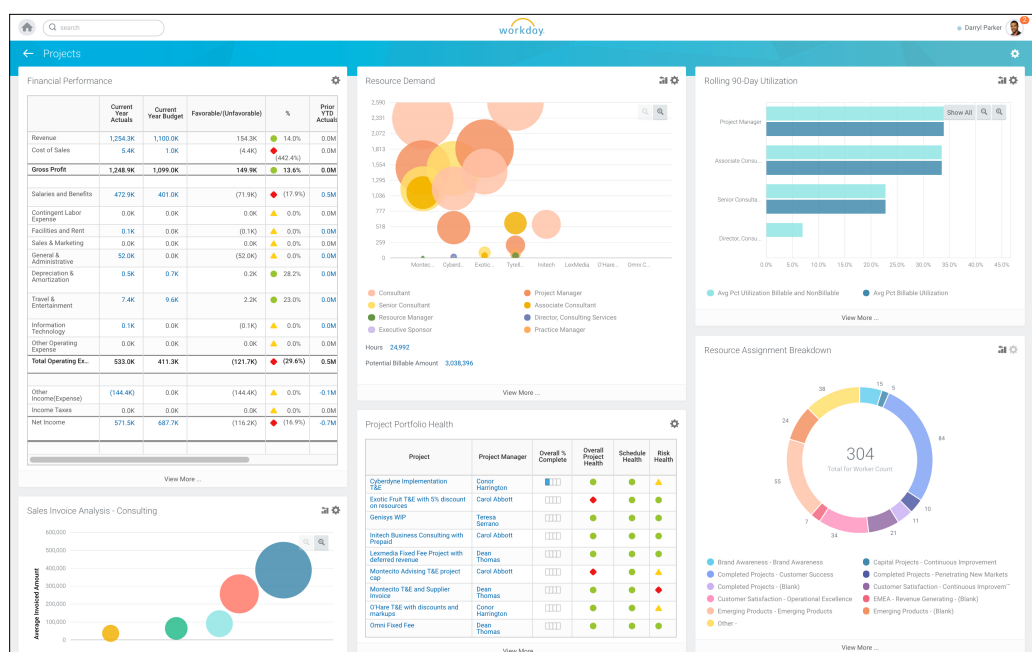 search
workday
Darryl Parker
2
Projects
Financial Performance
Current Year Actuals
Current Year Budget
Favorable/(Unfavorable)
%
Prior YTD Actuals
Revenue 1,254.3K 1,100.0K 154.3K 14.0% 0.0M
Cost of Sales 5.4K 1.0K (4.4K) (442.4%) 0.0M
Gross Profit 1,248.9K 1,099.0K 149.9K 13.6% 0.0M
Salaries and Benefits 472.9K 401.0K (71.9K) (17.9%) 0.5M
Contingent Labor Expense 0.0K 0.0K 0.0K 0.0% 0.0M
Facilities and Rent 0.1K 0.0K (0.1K) 0.0% 0.0M
Sales & Marketing 0.0K 0.0K 0.0K 0.0% 0.0M
General & Administrative 52.0K 0.0K (52.0K) 0.0% 0.0M
Depreciation & Amortization 0.5K 0.7K 0.2K 28.2% 0.0M
Travel & Entertainment 7.4K 9.6K 2.2K 23.0% 0.0M
Information Technology 0.1K 0.0K (0.1K) 0.0% 0.0M
Other Operating Expense 0.0K 0.0K 0.0K 0.0% 0.0M
Total Operating Ex... 533.0K 411.3K (121.7K) (29.6%) 0.5M
Other Income(Expense) (144.4K) 0.0K (144.4K) 0.0% -0.1M
Income Taxes 0.0K 0.0K 0.0K 0.0% 0.0M
Net Income 571.5K 687.7K (116.2K) (16.9%) -0.7M
View More ...
Sales Invoice Analysis - Consulting
Average Invoiced Amount
600,000
500,000
400,000
300,000
200,000
100,000
0
Resource Demand
2,590
2,331
2,072
1,813
1,554
1,295
1,036
777
518
259
0
Montec... Cyberd... Exotic... Tyrell... Initech LexMedia O'Hare... Omni C...
Consultant Project Manager
Senior Consultant Associate Consultant
Resource Manager Director, Consulting Services
Executive Sponsor Practice Manager
Hours 24,992
Potential Billable Amount 3,038,396
View More ...
Project Portfolio Health
Project
Project Manager
Overall % Complete
Overall Project Health
Schedule Health
Risk Health
Cyberdyne Implementation T&E Conor Harrington
Exotic Fruit T&E with 5% discount on resources Carol Abbott
Genisys WIP Teresa Serrano
Initech Business Consulting with Prepaid Carol Abbott
Lexmedia Fixed Fee Project with deferred revenue Dean Thomas
Montecito Advising T&E project cap Carol Abbott
Montecito T&E and Supplier Invoice Dean Thomas
O'Hare T&E with discounts and markups Conor Harrington
Omni Fixed Fee Dean Thomas
View More
Rolling 90-Day Utilization
Show All
Project Manager
Associate Consu...
Senior Consulta...
Director, Consu...
0.0% 5.0% 10.0% 15.0% 20.0% 25.0% 30.0% 35.0% 40.0% 45.0%
Avg Pct Utilization Billable and NonBillable Avg Pct Billable Utilization
View More ...
Resource Assignment Breakdown
15
5
84
10
11
21
34
7
55
24
38
304
Total for Worker Count
Brand Awareness - Brand Awareness Capital Projects - Continuous Improvement
Completed Projects - Customer Success Completed Projects - Penetrating New Markets
Completed Projects - (Blank) Customer Satisfaction - Continuous Improvem...
Customer Satisfaction - Operational Excellence EMEA - Revenue Generating - (Blank)
Emerging Products - Emerging Products Emerging Products - (Blank)
Other -
View More ...